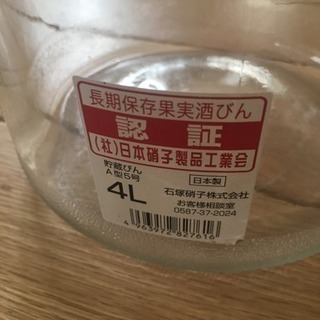 長期保存果実酒びん
認証
(社)日本硝子製品工業会
貯蔵びん
A型5号
4L
日本製
石塚硝子株式会社
お客様相談室
0587-37-2024
4963972827616